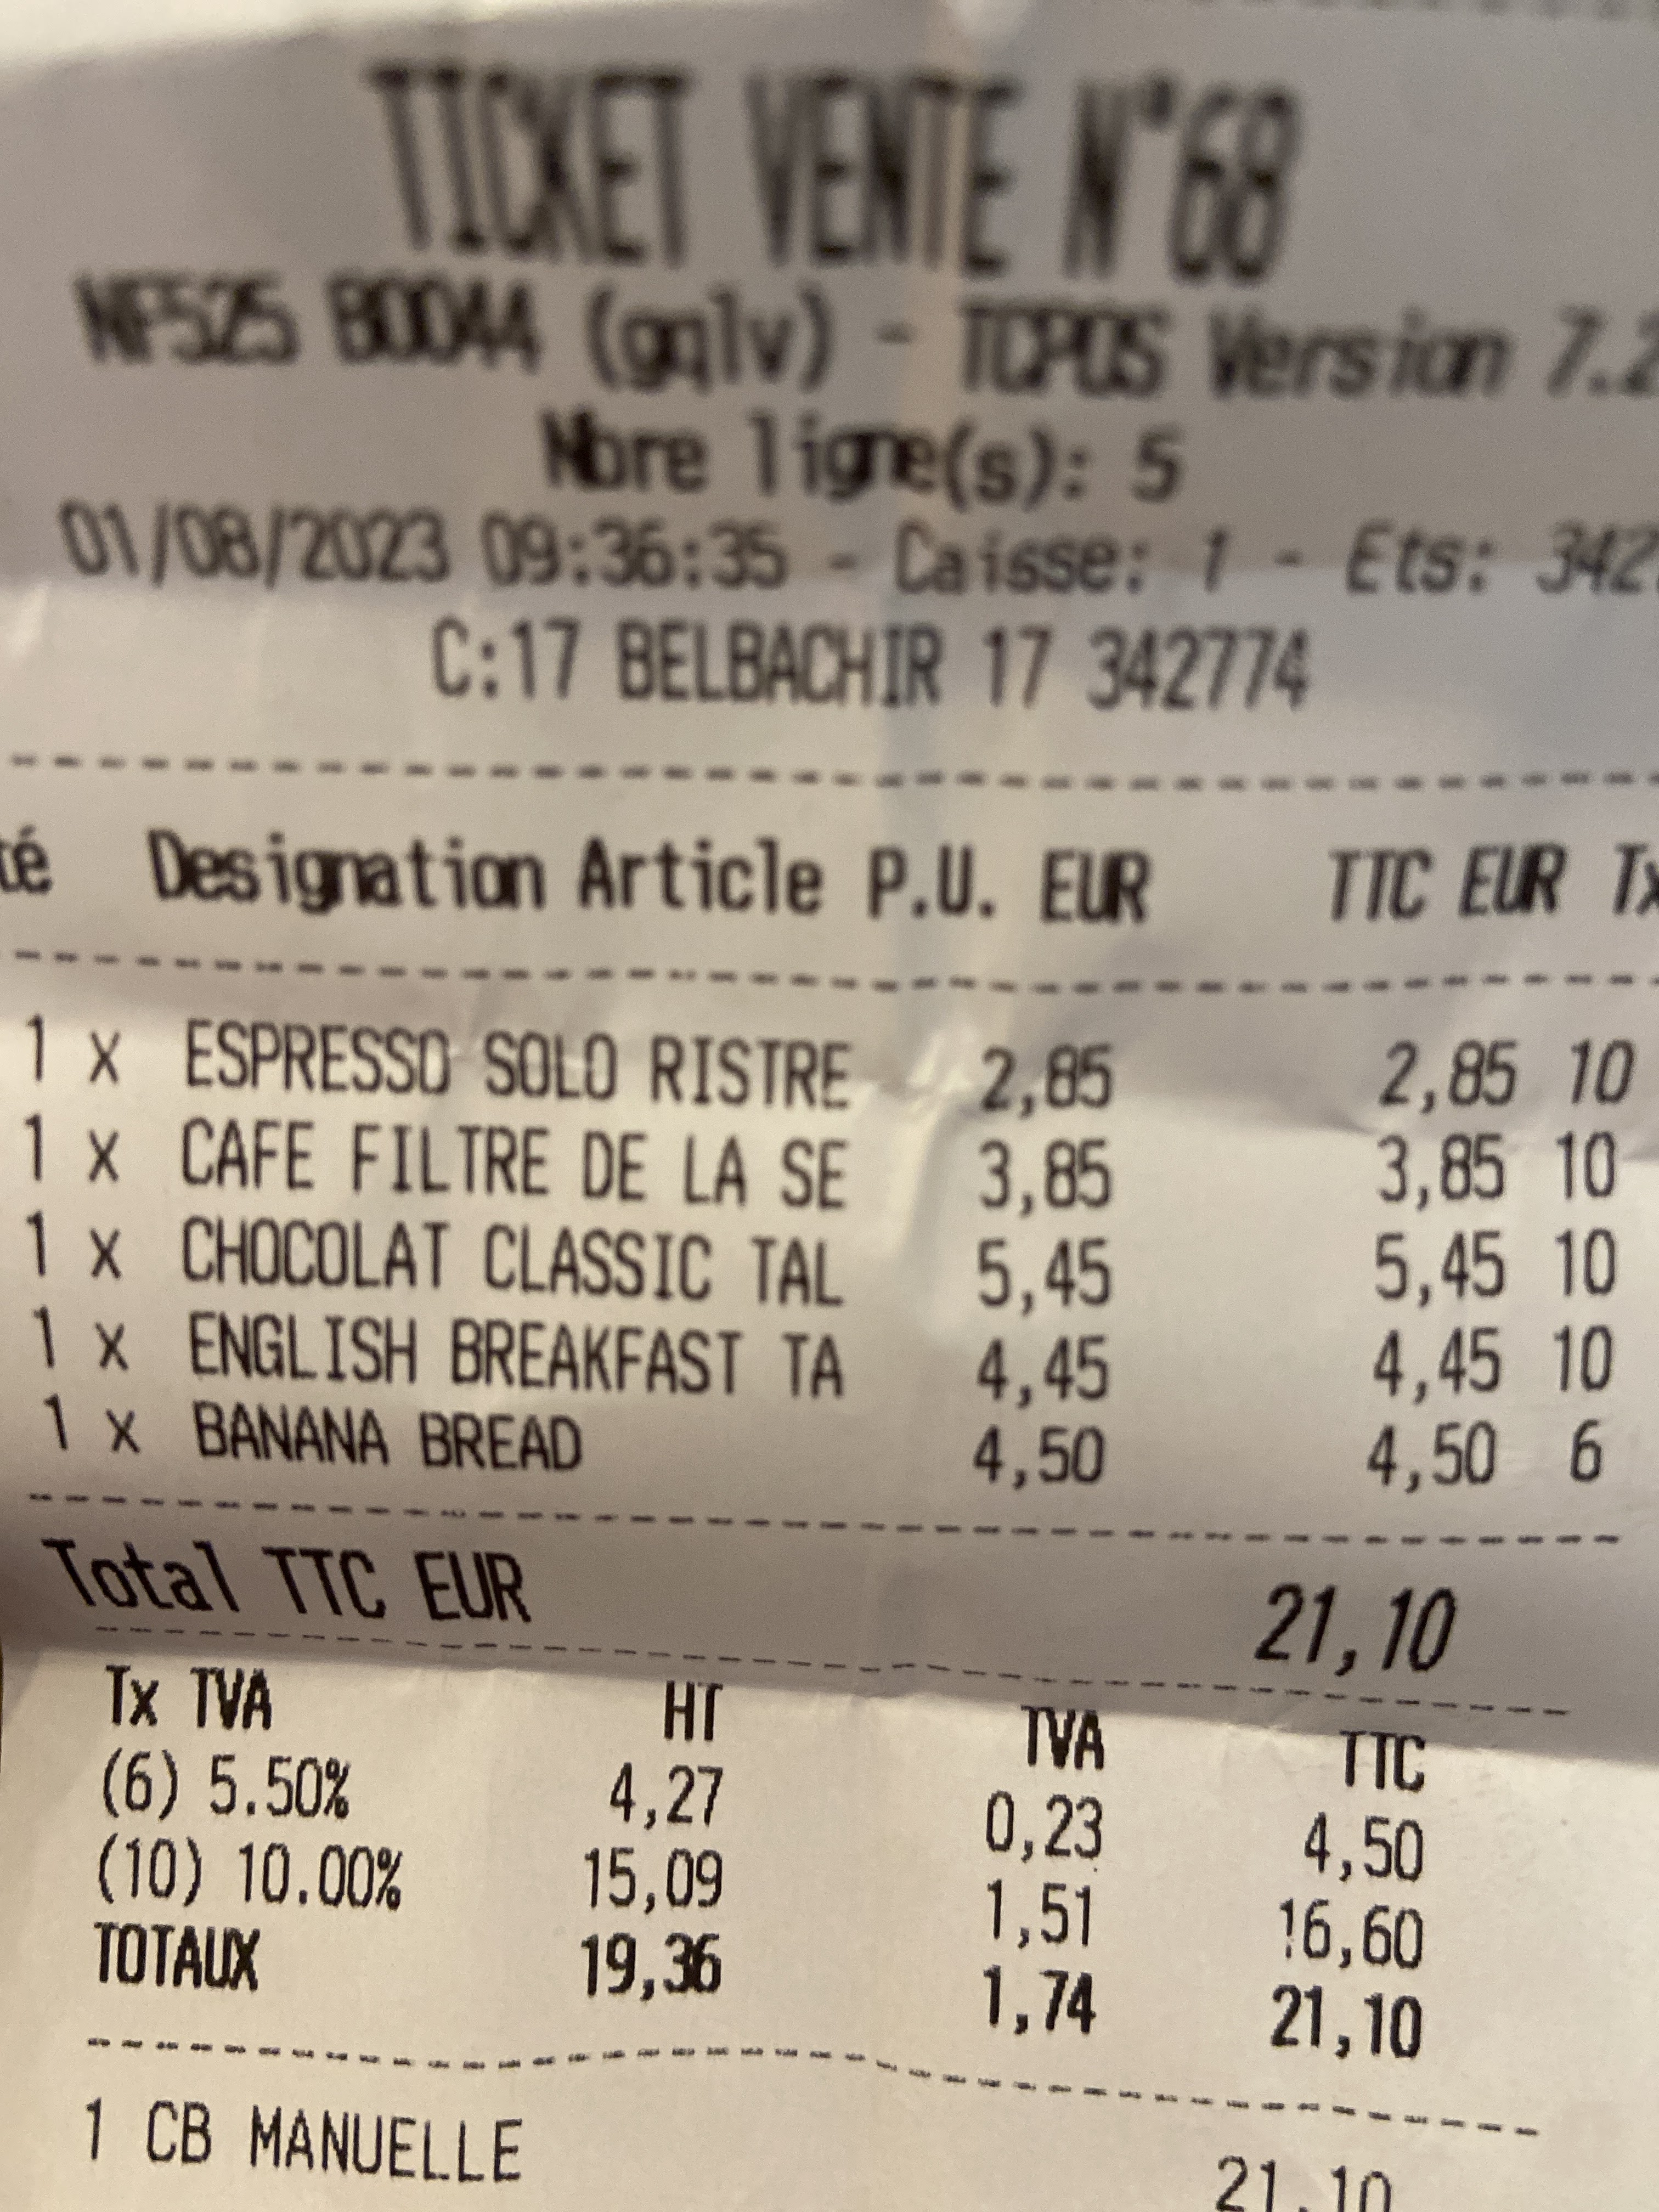 TICKET VENTE N°68
NF525 B0044 (gqlv) - TCPOS Version 7.2
Nbre ligne(s): 5
01/08/2023 09:36:35 - Caisse: 1 - Ets: 342
C:17 BELBACHIR 17 342774
té Designation Article P.U. EUR TTC EUR Tx
1 x ESPRESSO SOLO RISTRE 2,85 2,85 10
1 x CAFE FILTRE DE LA SE 3,85 3,85 10
1 x CHOCOLAT CLASSIC TAL 5,45 5,45 10
1 x ENGLISH BREAKFAST TA 4,45 4,45 10
1 x BANANA BREAD 4,50 4,50 6
Total TTC EUR 21,10
Tx TVA HT TVA TTC
(6) 5.50% 4,27 0,23 4,50
(10) 10.00% 15,09 1,51 16,60
TOTAUX 19,36 1,74 21,10
1 CB MANUELLE 21,10